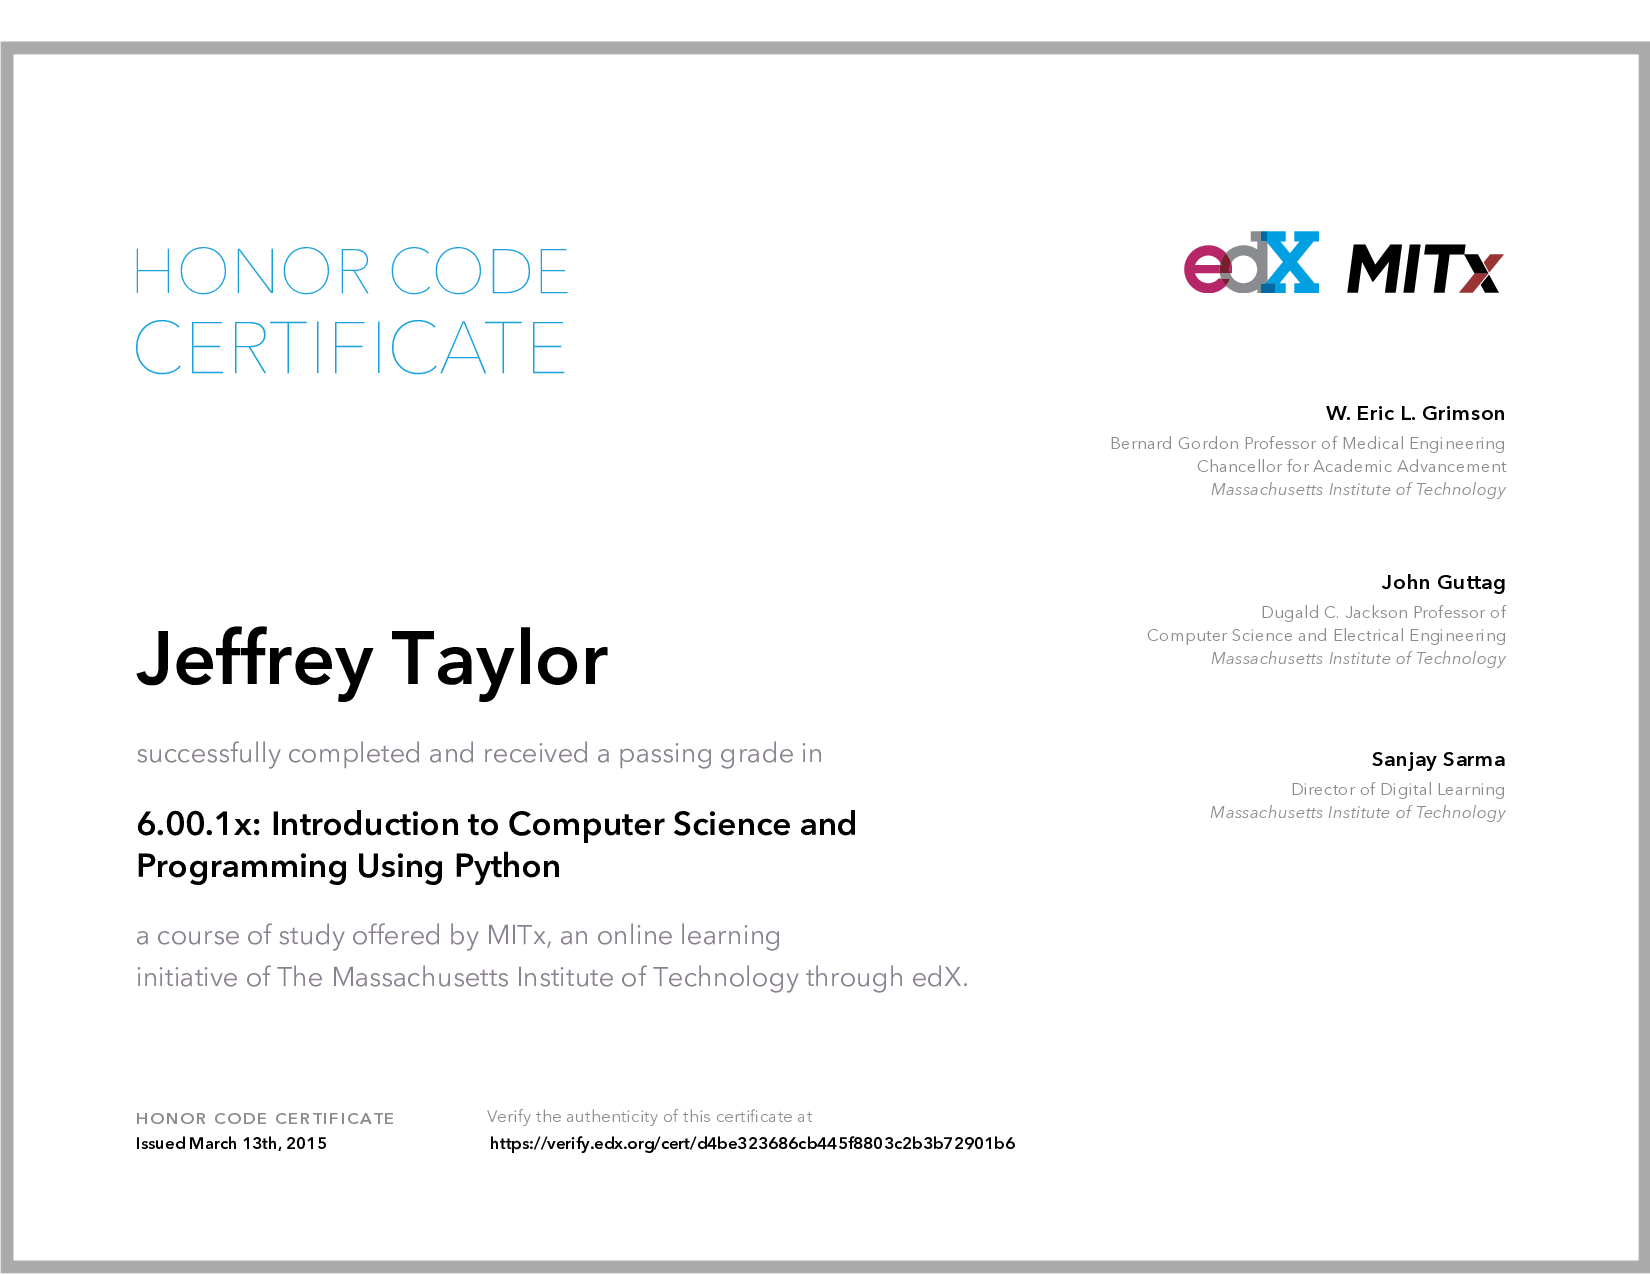 HONOR CODE
CERTIFICATE
edX MITx
W. Eric L. Grimson
Bernard Gordon Professor of Medical Engineering
Chancellor for Academic Advancement
Massachusetts Institute of Technology
John Guttag
Dugald C. Jackson Professor of
Computer Science and Electrical Engineering
Massachusetts Institute of Technology
Sanjay Sarma
Director of Digital Learning
Massachusetts Institute of Technology
Jeffrey Taylor
successfully completed and received a passing grade in
6.00.1x: Introduction to Computer Science and
Programming Using Python
a course of study offered by MITx, an online learning
initiative of The Massachusetts Institute of Technology through edX.
HONOR CODE CERTIFICATE
Issued March 13th, 2015
Verify the authenticity of this certificate at
https://verify.edx.org/cert/d4be323686cb445f8803c2b3b72901b6